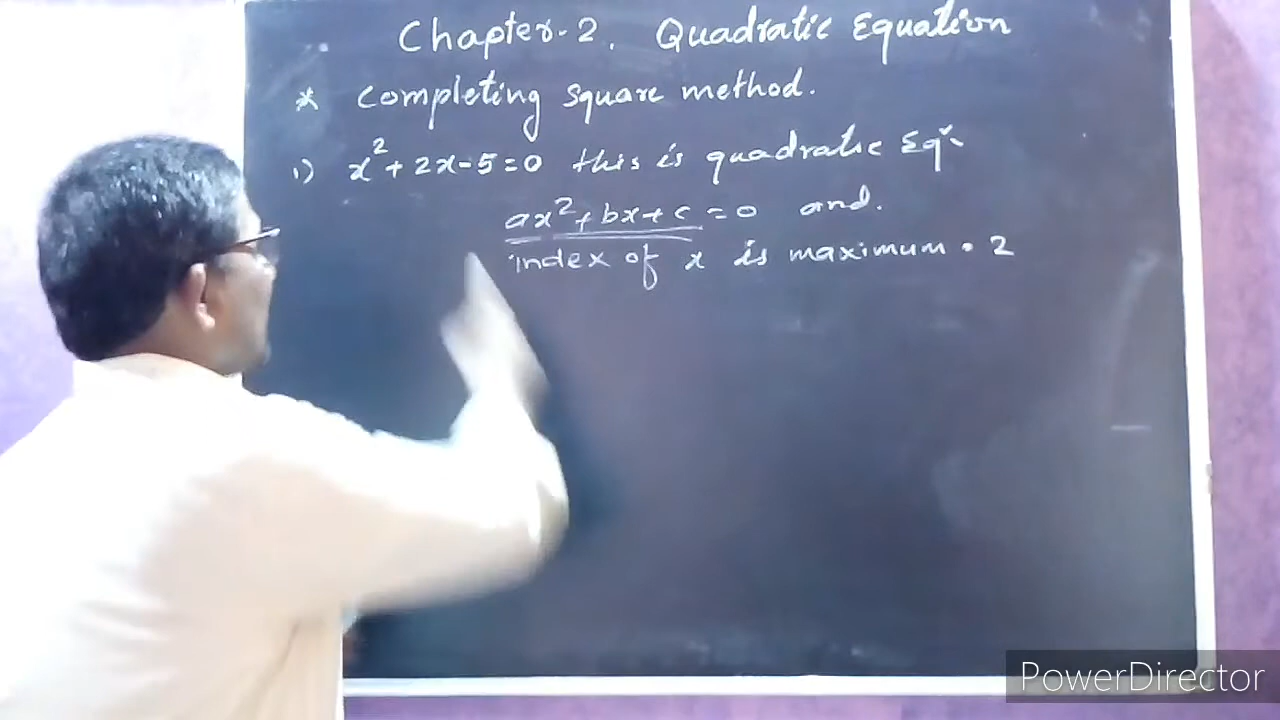 Chapter-2. Quadratic Equation
* Completing square method.
1) x² + 2x - 5 = 0 this is quadratic Eqⁿ
ax² + bx + c = 0 and.
index of x is maximum = 2
PowerDirector